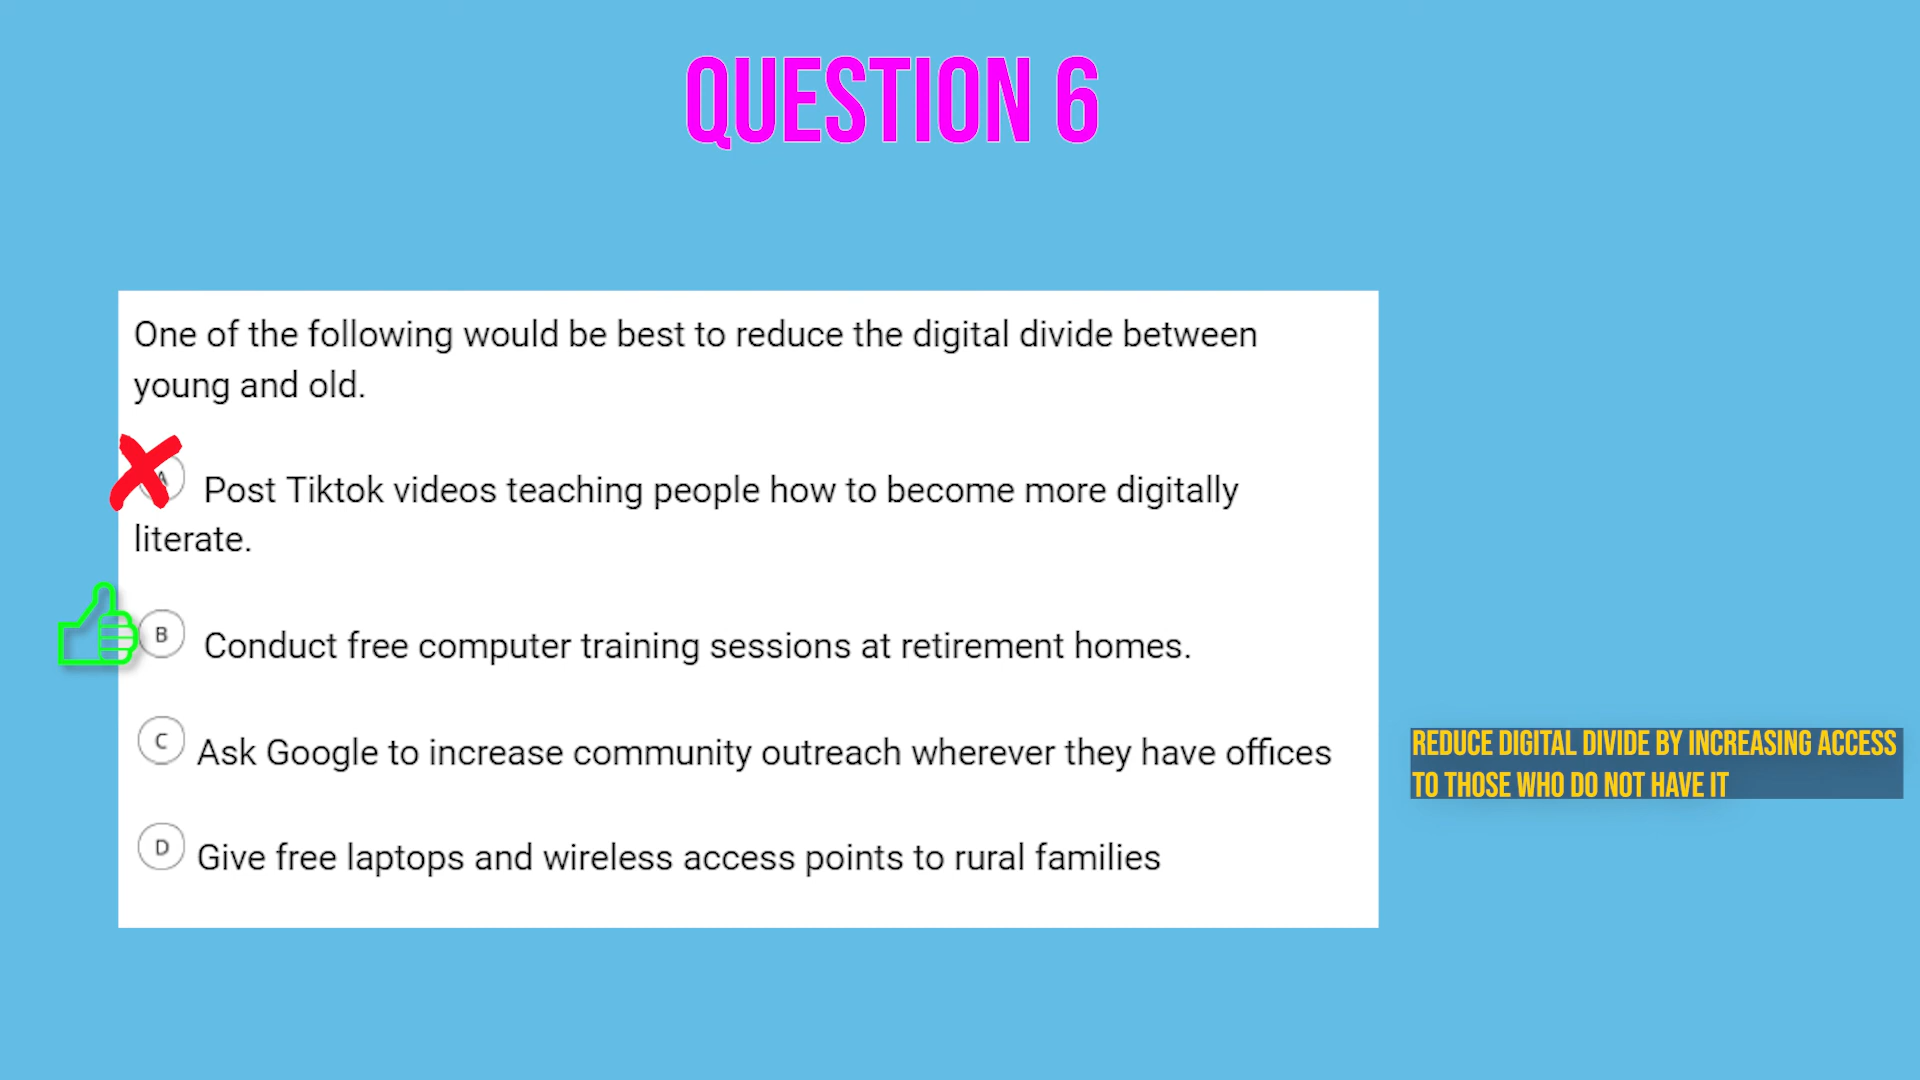 QUESTION 6
One of the following would be best to reduce the digital divide between
young and old.
A Post Tiktok videos teaching people how to become more digitally
literate.
B Conduct free computer training sessions at retirement homes.
C Ask Google to increase community outreach wherever they have offices
REDUCE DIGITAL DIVIDE BY INCREASING ACCESS
TO THOSE WHO DO NOT HAVE IT
D Give free laptops and wireless access points to rural families